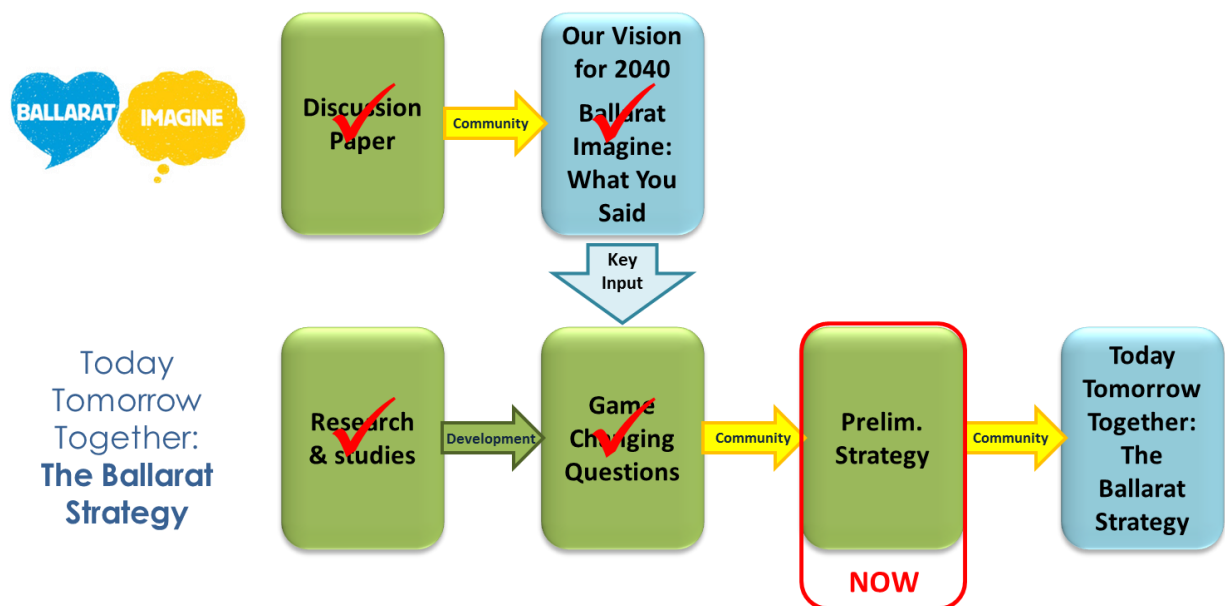 BALLARAT
IMAGINE
Discussion
Paper
Community
Our Vision
for 2040
Ballarat
Imagine:
What You
Said
Key
Input
Today
Tomorrow
Together:
The Ballarat
Strategy
Research
& studies
Development
Game
Changing
Questions
Community
Prelim.
Strategy
NOW
Community
Today
Tomorrow
Together:
The
Ballarat
Strategy